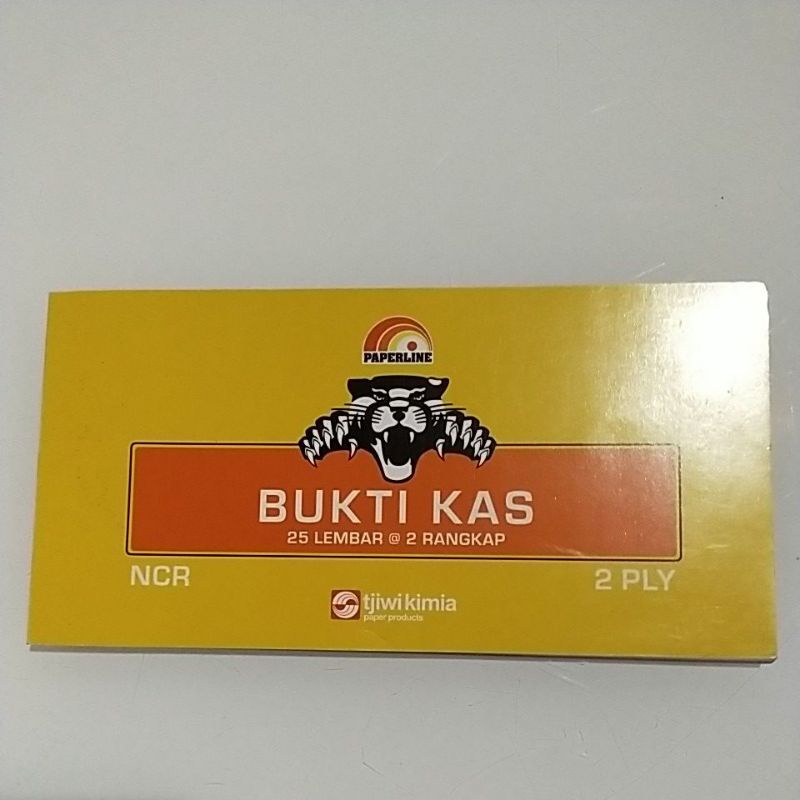 PAPERLINE
BUKTI KAS
25 LEMBAR @ 2 RANGKAP
NCR
2 PLY
tjiwi kimia
paper products